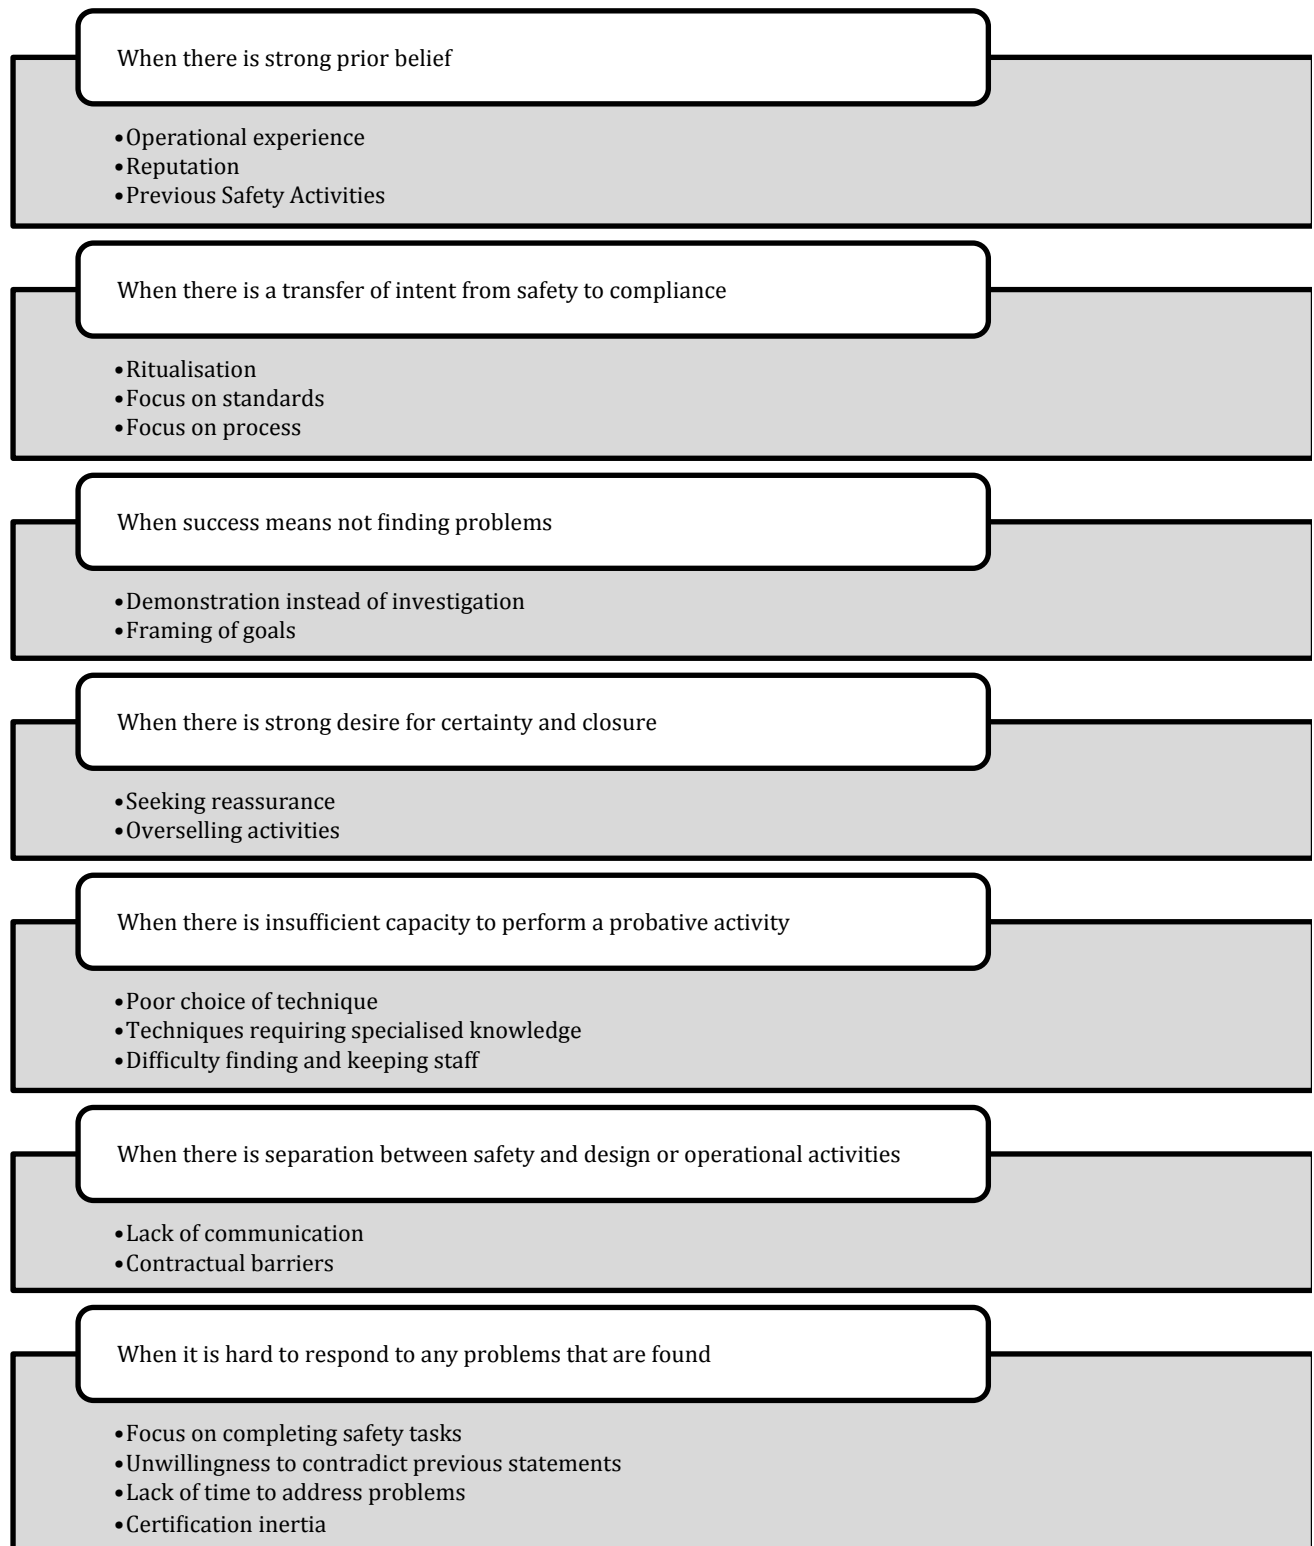 When there is strong prior belief
•Operational experience
•Reputation
•Previous Safety Activities
When there is a transfer of intent from safety to compliance
•Ritualisation
•Focus on standards
•Focus on process
When success means not finding problems
•Demonstration instead of investigation
•Framing of goals
When there is strong desire for certainty and closure
•Seeking reassurance
•Overselling activities
When there is insufficient capacity to perform a probative activity
•Poor choice of technique
•Techniques requiring specialised knowledge
•Difficulty finding and keeping staff
When there is separation between safety and design or operational activities
•Lack of communication
•Contractual barriers
When it is hard to respond to any problems that are found
•Focus on completing safety tasks
•Unwillingness to contradict previous statements
•Lack of time to address problems
•Certification inertia